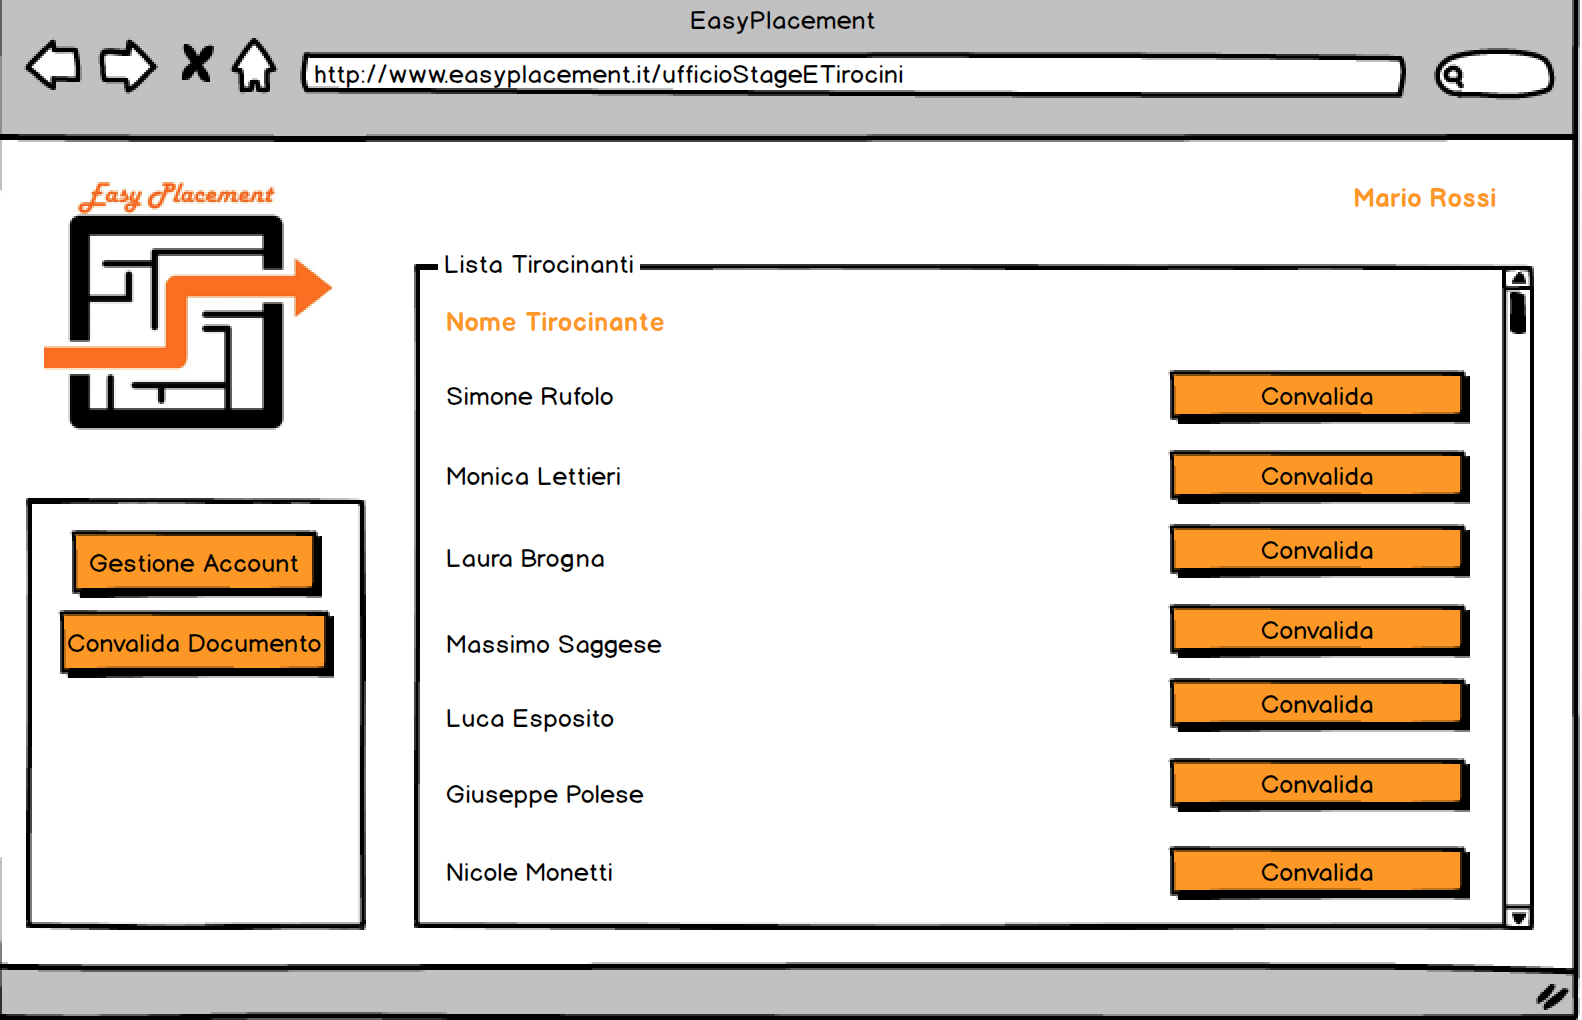 EasyPlacement
http://www.easyplacement.it/ufficioStageETirocini
Easy Placement
Mario Rossi
Lista Tirocinanti
Nome Tirocinante
Simone Rufolo
Convalida
Monica Lettieri
Convalida
Laura Brogna
Convalida
Massimo Saggese
Convalida
Luca Esposito
Convalida
Giuseppe Polese
Convalida
Nicole Monetti
Convalida
Gestione Account
Convalida Documento